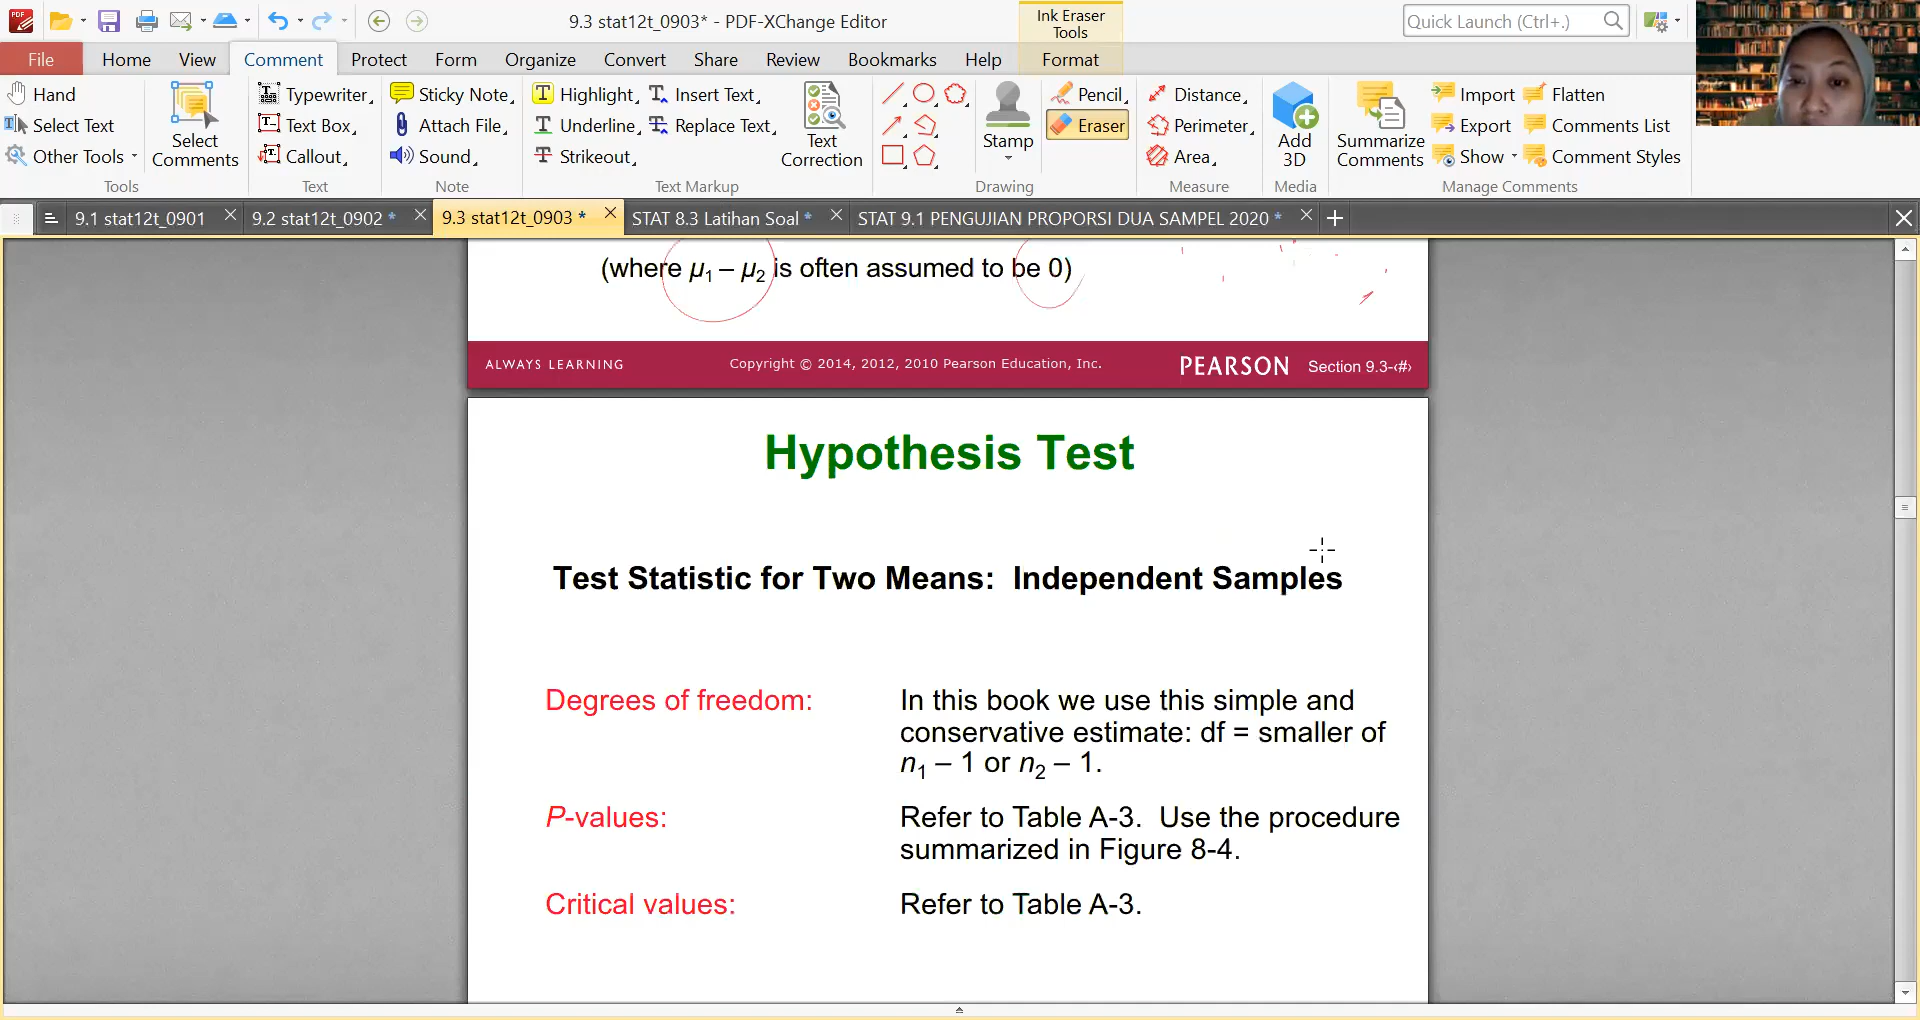 9.3 stat12t_0903* - PDF-XChange Editor
Ink Eraser
Tools
Quick Launch (Ctrl+.)
File
Home
View
Comment
Protect
Form
Organize
Convert
Share
Review
Bookmarks
Help
Format
Hand
Select Text
Other Tools
Select
Comments
Tools
Typewriter
Text Box
Callout
Text
Sticky Note
Attach File
Sound
Note
Highlight
Underline
Strikeout
Insert Text
Replace Text
Text
Correction
Text Markup
Stamp
Pencil
Eraser
Drawing
Distance
Perimeter
Area
Measure
Add
3D
Media
Summarize
Comments
Import
Export
Show
Flatten
Comments List
Comment Styles
Manage Comments
9.1 stat12t_0901
9.2 stat12t_0902 *
9.3 stat12t_0903 *
STAT 8.3 Latihan Soal *
STAT 9.1 PENGUJIAN PROPORSI DUA SAMPEL 2020 *
(where μ1 – μ2 is often assumed to be 0)
ALWAYS LEARNING
Copyright © 2014, 2012, 2010 Pearson Education, Inc.
PEARSON
Section 9.3-‹#›
Hypothesis Test
Test Statistic for Two Means: Independent Samples
Degrees of freedom:
In this book we use this simple and
conservative estimate: df = smaller of
n1 – 1 or n2 – 1.
P-values:
Refer to Table A-3. Use the procedure
summarized in Figure 8-4.
Critical values:
Refer to Table A-3.